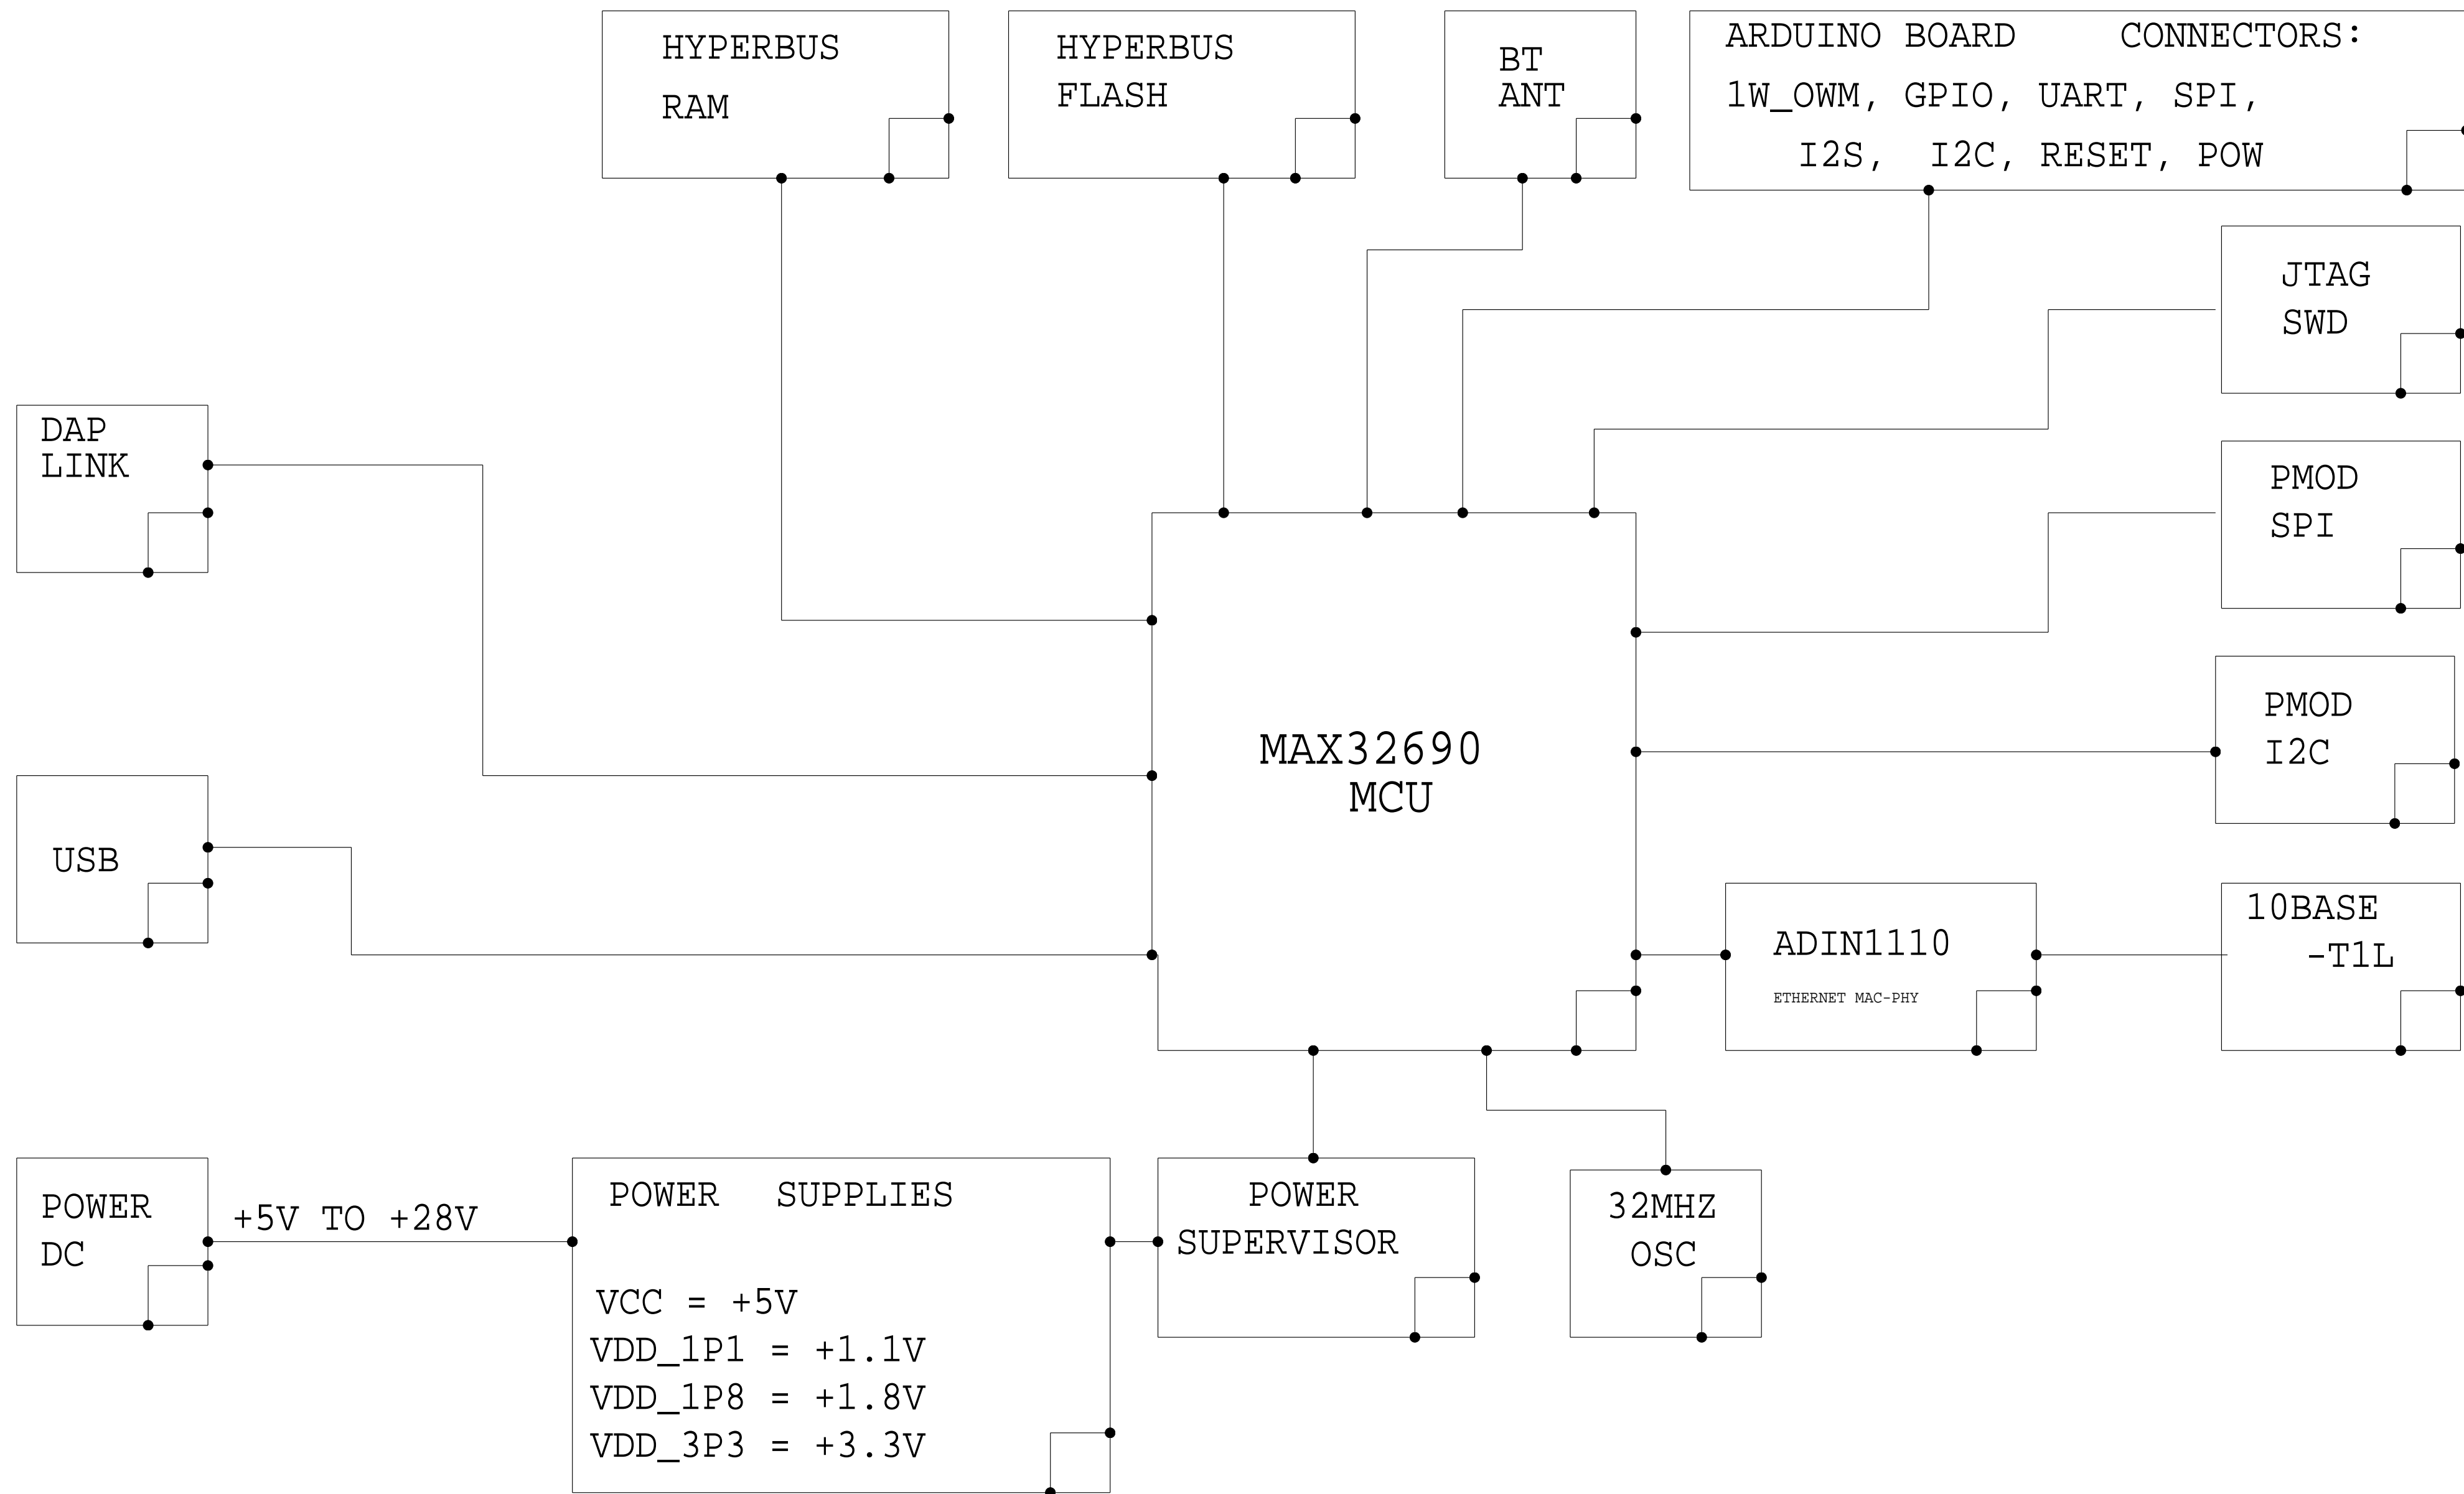 HYPERBUS
RAM
HYPERBUS
FLASH
BT
ANT
ARDUINO BOARD CONNECTORS:
1W_OWM, GPIO, UART, SPI,
I2S, I2C, RESET, POW
JTAG
SWD
DAP
LINK
PMOD
SPI
PMOD
I2C
MAX32690
MCU
USB
ADIN1110
ETHERNET MAC-PHY
10BASE
-T1L
POWER
DC
+5V TO +28V
POWER SUPPLIES
VCC = +5V
VDD_1P1 = +1.1V
VDD_1P8 = +1.8V
VDD_3P3 = +3.3V
POWER
SUPERVISOR
32MHZ
OSC